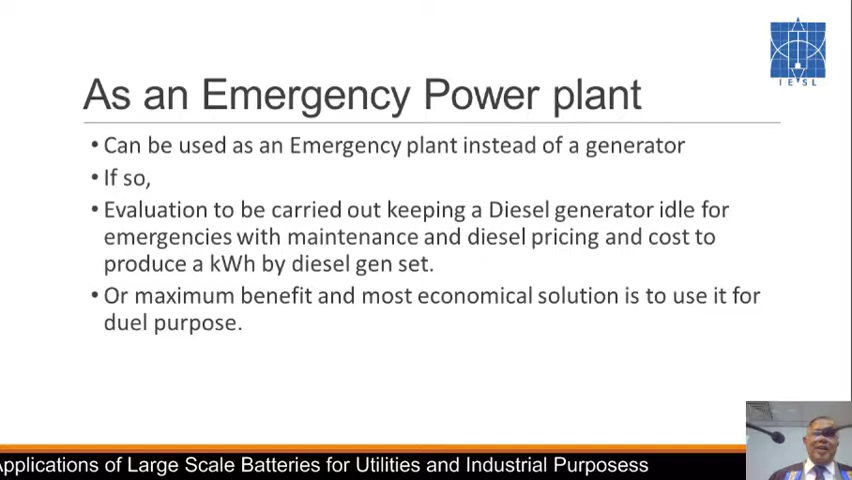 IESL
As an Emergency Power plant
• Can be used as an Emergency plant instead of a generator
• If so,
• Evaluation to be carried out keeping a Diesel generator idle for
emergencies with maintenance and diesel pricing and cost to
produce a kWh by diesel gen set.
• Or maximum benefit and most economical solution is to use it for
duel purpose.
Applications of Large Scale Batteries for Utilities and Industrial Purposess